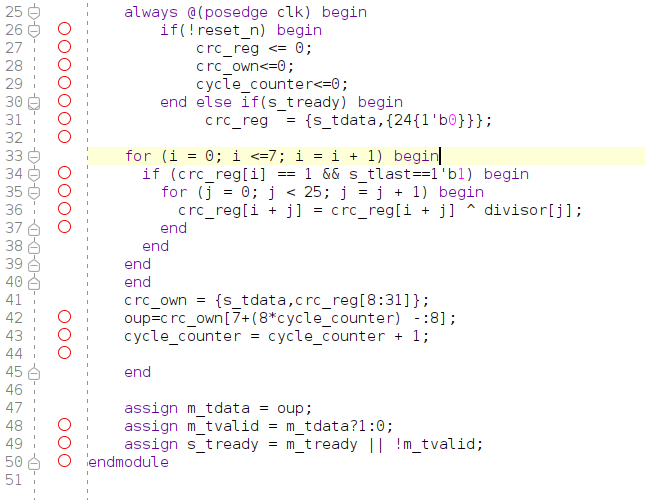 25 always @(posedge clk) begin
26 if(!reset_n) begin
27 crc_reg <= 0;
28 crc_own<=0;
29 cycle_counter<=0;
30 end else if(s_tready) begin
31 crc_reg  = {s_tdata,{24{1'b0}}};
32
33 for (i = 0; i <=7; i = i + 1) begin
34 if (crc_reg[i] == 1 && s_tlast==1'b1) begin
35 for (j = 0; j < 25; j = j + 1) begin
36 crc_reg[i + j] = crc_reg[i + j] ^ divisor[j];
37 end
38 end
39 end
40 end
41 crc_own = {s_tdata,crc_reg[8:31]};
42 oup=crc_own[7+(8*cycle_counter) -:8];
43 cycle_counter = cycle_counter + 1;
44
45 end
46
47 assign m_tdata = oup;
48 assign m_tvalid = m_tdata?1:0;
49 assign s_tready = m_tready || !m_tvalid;
50 endmodule
51